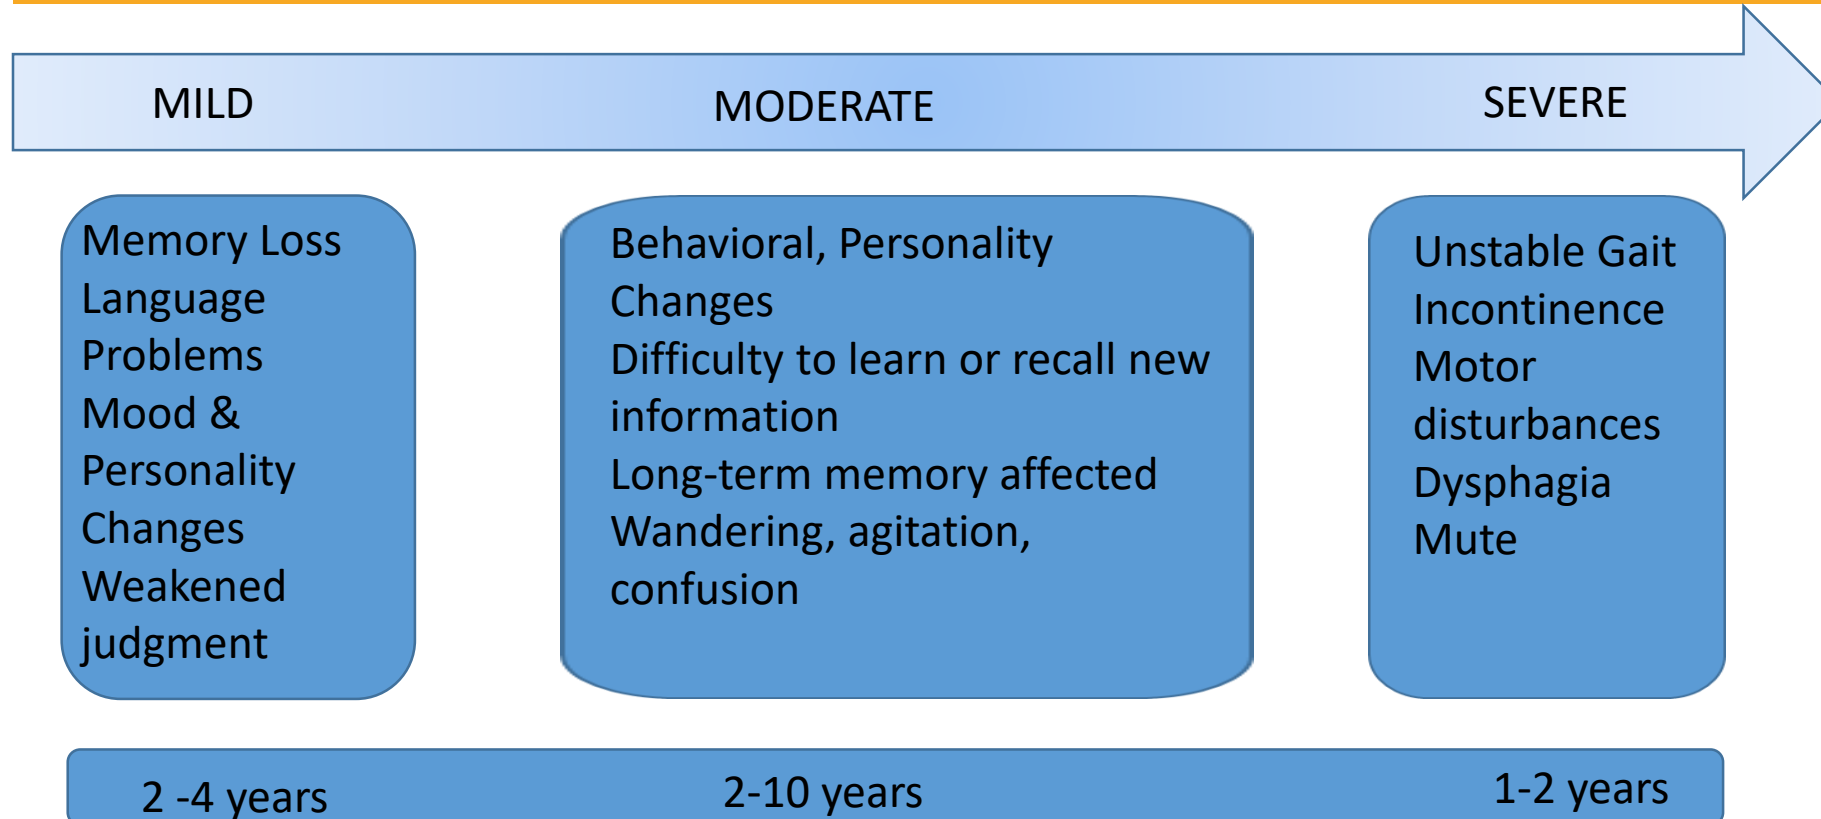 MILD
MODERATE
SEVERE
Memory Loss
Language
Problems
Mood &
Personality
Changes
Weakened
judgment
Behavioral, Personality
Changes
Difficulty to learn or recall new
information
Long-term memory affected
Wandering, agitation,
confusion
Unstable Gait
Incontinence
Motor
disturbances
Dysphagia
Mute
2 -4 years
2-10 years
1-2 years